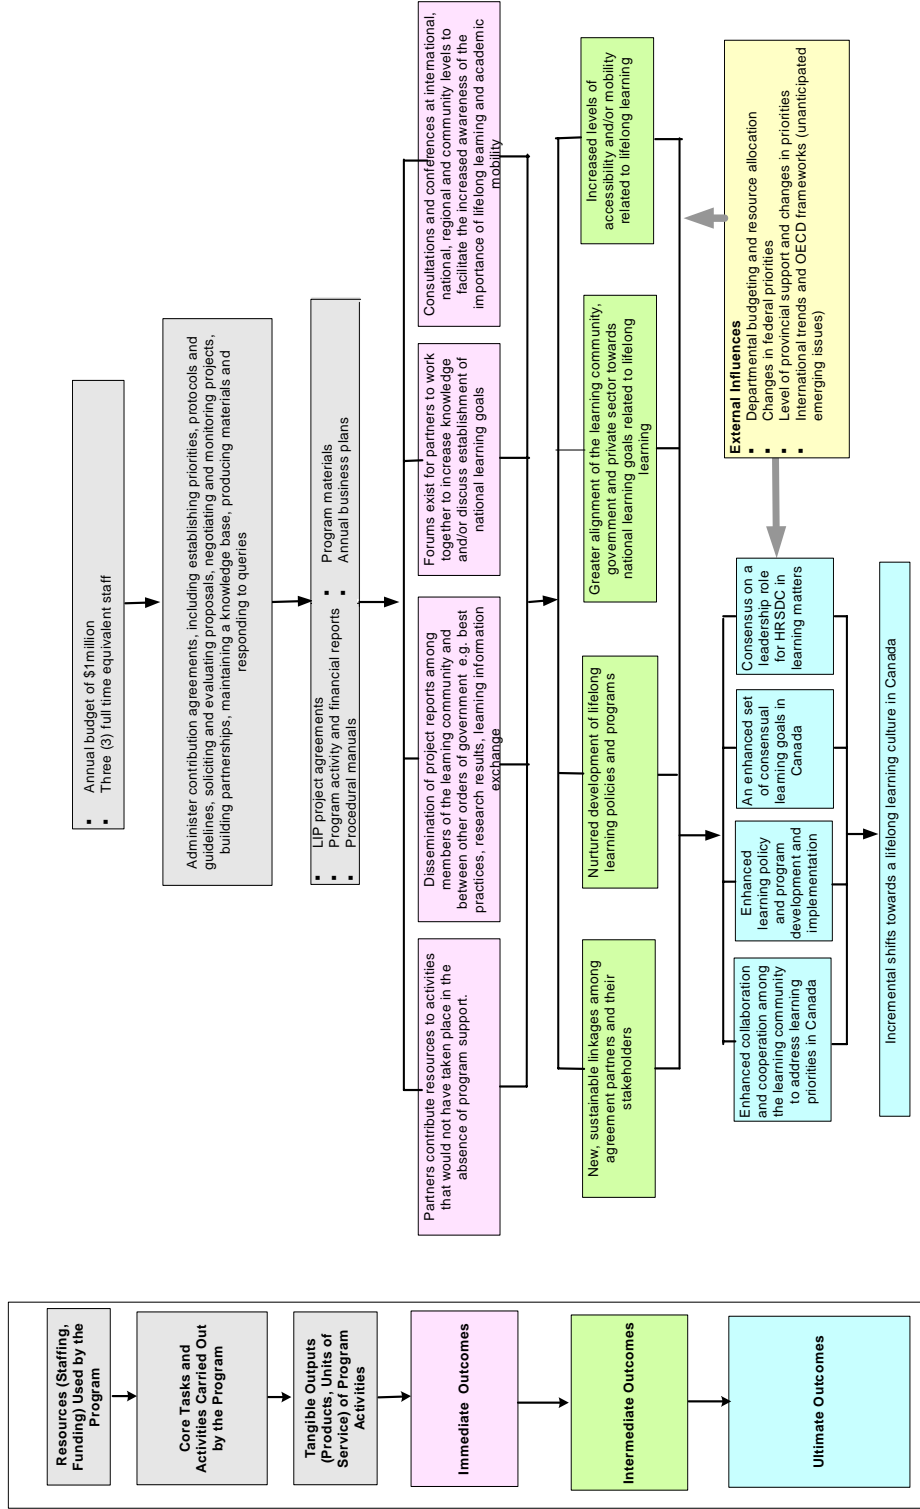 Resources (Staffing,
Funding) Used by the
Program
Core Tasks and
Activities Carried Out
by the Program
Tangible Outputs
(Products, Units of
Service) of Program
Activities
Immediate Outcomes
Intermediate Outcomes
Ultimate Outcomes
▪ Annual budget of $1million
▪ Three (3) full time equivalent staff
Administer contribution agreements, including establishing priorities, protocols and
guidelines, soliciting and evaluating proposals, negotiating and monitoring projects,
building partnerships, maintaining a knowledge base, producing materials and
responding to queries
▪ LIP project agreements
▪ Program activity and financial reports
▪ Procedural manuals
▪ Program materials
▪ Annual business plans
Partners contribute resources to activities
that would not have taken place in the
absence of program support.
Dissemination of project reports among
members of the learning community and
between other orders of government e.g. best
practices, research results, learning information
exchange
Forums exist for partners to work
together to increase knowledge
and/or discuss establishment of
national learning goals
Consultations and conferences at international,
national, regional and community levels to
facilitate the increased awareness of the
importance of lifelong learning and academic
mobility
New, sustainable linkages among
agreement partners and their
stakeholders
Nurtured development of lifelong
learning policies and programs
Greater alignment of the learning community,
government and private sector towards
national learning goals related to lifelong
learning
Increased levels of
accessibility and/or mobility
related to lifelong learning
Enhanced collaboration
and cooperation among
the learning community
to address learning
priorities in Canada
Enhanced
learning policy
and program
development and
implementation
An enhanced set
of consensual
learning goals in
Canada
Consensus on a
leadership role
for HRSDC in
learning matters
External Influences
▪ Departmental budgeting and resource allocation
▪ Changes in federal priorities
▪ Level of provincial support and changes in priorities
▪ International trends and OECD frameworks (unanticipated
emerging issues)
Incremental shifts towards a lifelong learning culture in Canada